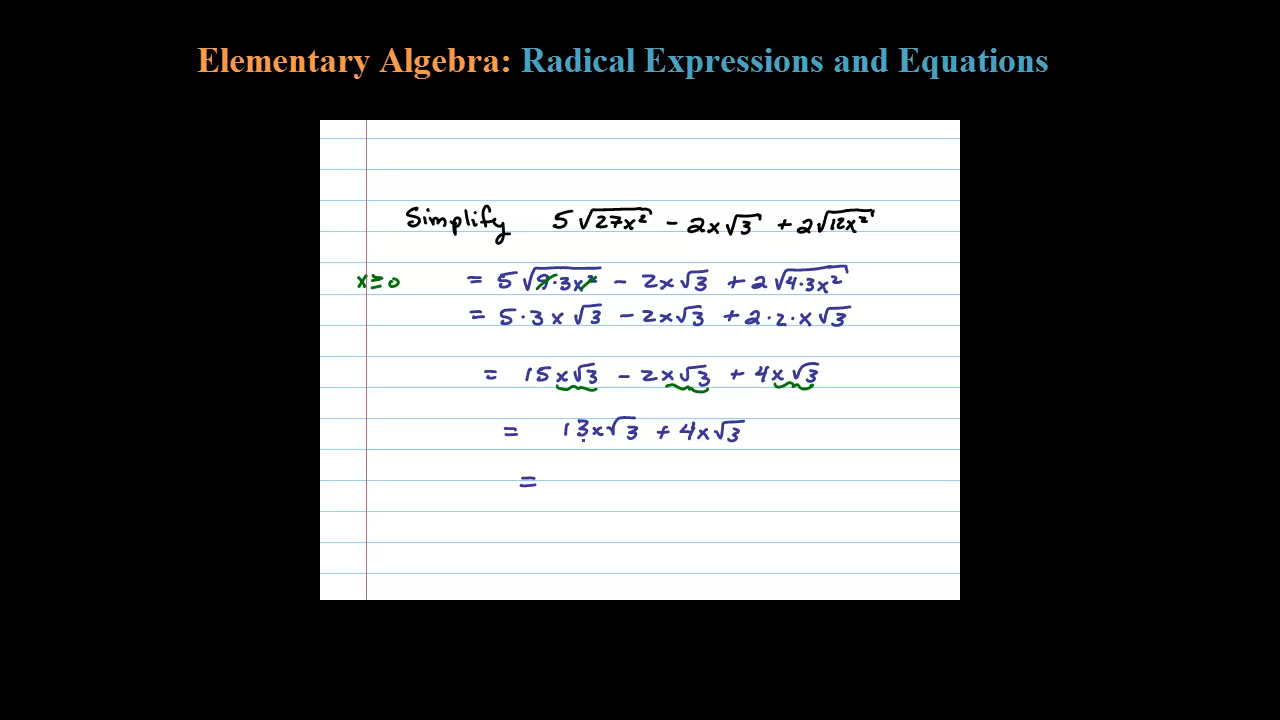 Elementary Algebra: Radical Expressions and Equations
Simplify 5√27x² - 2x√3 + 2√12x²
x≥0 = 5√9·3x² - 2x√3 + 2√4·3x²
= 5·3x√3 - 2x√3 + 2·2·x√3
= 15x√3 - 2x√3 + 4x√3
= 13x√3 + 4x√3
=